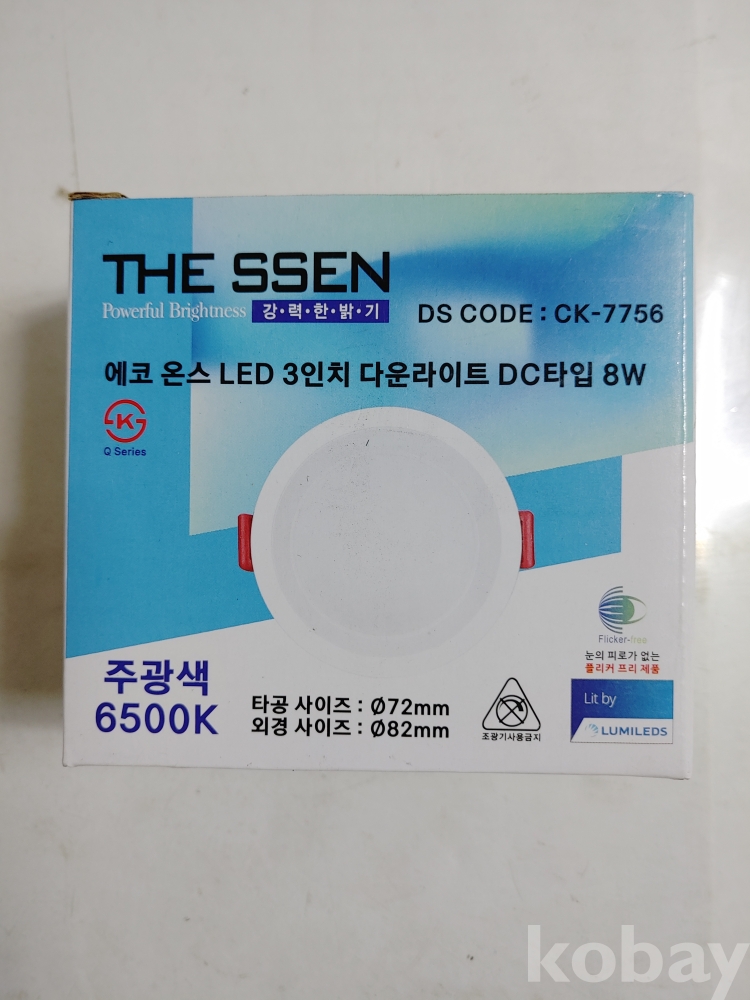 THE SSEN
Powerful Brightness 강·력·한·밝·기
DS CODE : CK-7756
에코 온스 LED 3인치 다운라이트 DC타입 8W
K
Q Series
Flicker-free
눈의 피로가 없는
플리커 프리 제품
주광색
6500K
타공 사이즈 : Ø72mm
외경 사이즈 : Ø82mm
조광기사용금지
Lit by
LUMILEDS
kobay